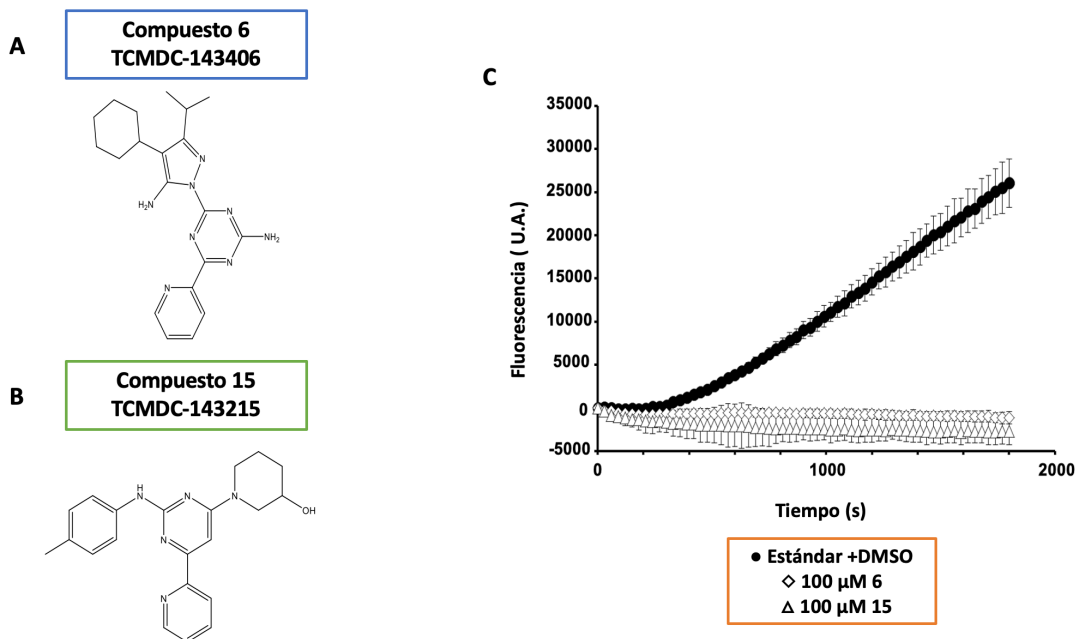 A
Compuesto 6
TCMDC-143406
N
N
H₂N
N
N
N
NH₂
N
N
B
Compuesto 15
TCMDC-143215
H
N
N
N
OH
N
N
C
Fluorescencia ( U.A.)
35000
30000
25000
20000
15000
10000
5000
0
-5000
0
1000
2000
Tiempo (s)
Estándar +DMSO
100 µM 6
100 µM 15